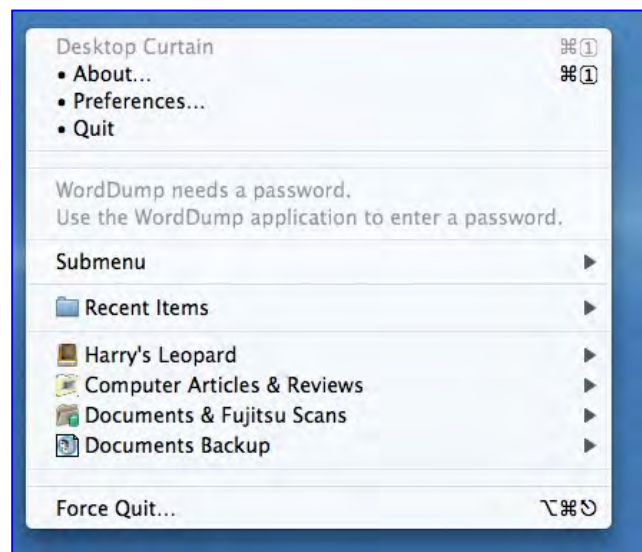 Desktop Curtain ⌘1
• About... ⌘1
• Preferences...
• Quit
WordDump needs a password.
Use the WordDump application to enter a password.
Submenu
Recent Items
Harry's Leopard
Computer Articles & Reviews
Documents & Fujitsu Scans
Documents Backup
Force Quit... ⌥⌘⎋